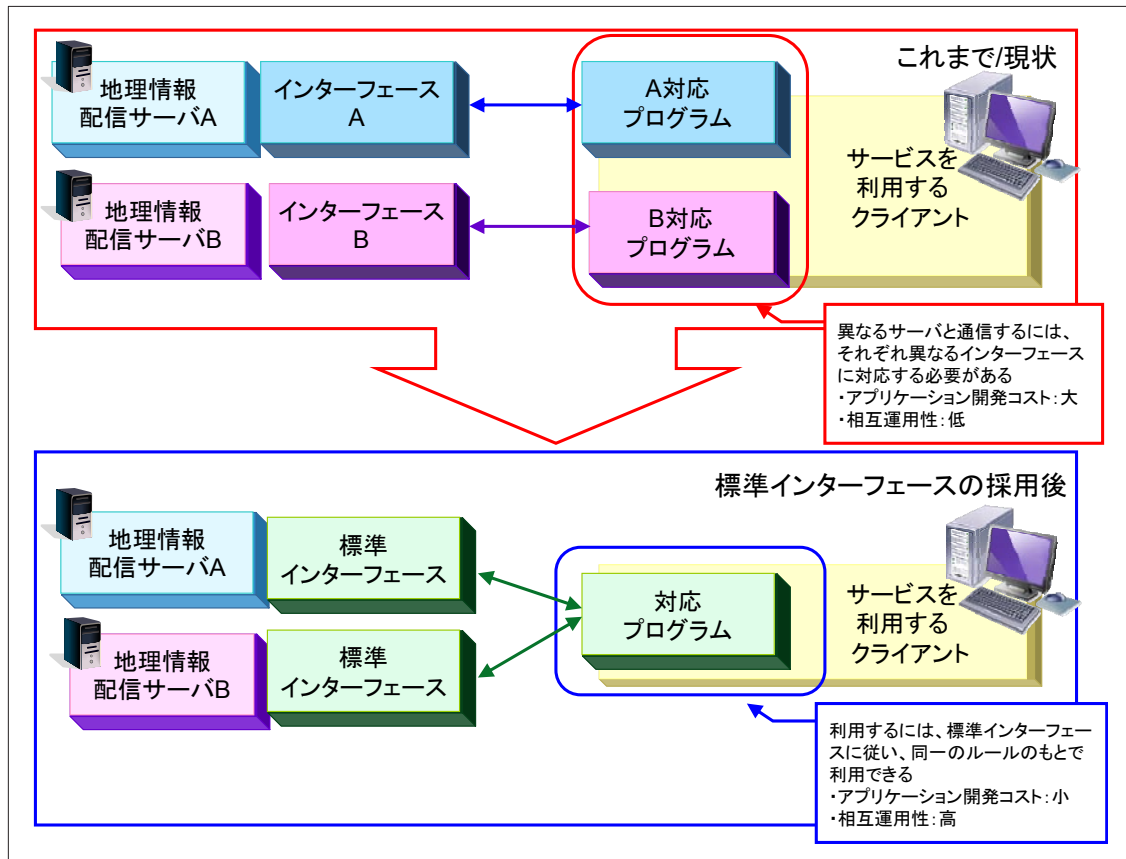 これまで/現状
地理情報
配信サーバA
インターフェース
A
A対応
プログラム
地理情報
配信サーバB
インターフェース
B
B対応
プログラム
サービスを
利用する
クライアント
異なるサーバと通信するには、
それぞれ異なるインターフェース
に対応する必要がある
・アプリケーション開発コスト：大
・相互運用性：低
標準インターフェースの採用後
地理情報
配信サーバA
標準
インターフェース
地理情報
配信サーバB
標準
インターフェース
対応
プログラム
サービスを
利用する
クライアント
利用するには、標準インターフェー
スに従い、同一のルールのもとで
利用できる
・アプリケーション開発コスト：小
・相互運用性：高